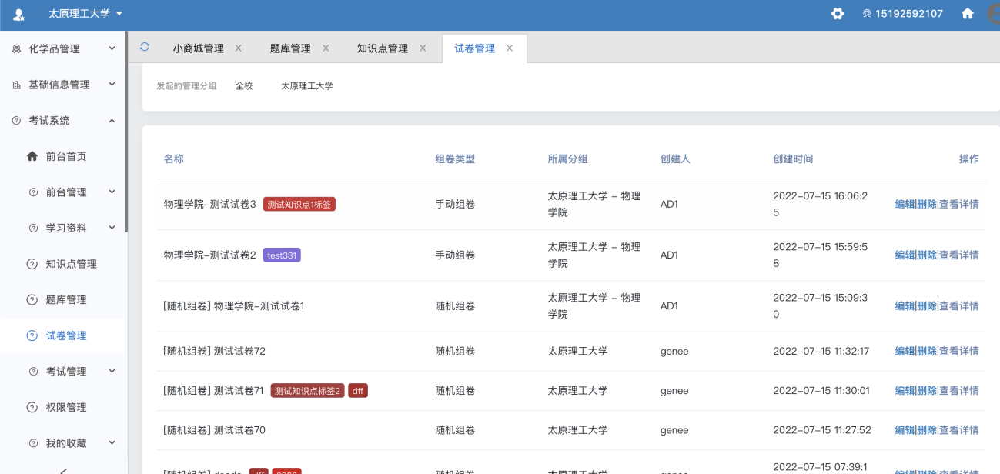 太原理工大学
15192592107
小商城管理
题库管理
知识点管理
试卷管理
化学品管理
基础信息管理
考试系统
前台首页
前台管理
学习资料
知识点管理
题库管理
试卷管理
考试管理
权限管理
我的收藏
发起的管理分组 全校 太原理工大学
名称 组卷类型 所属分组 创建人 创建时间 操作
物理学院-测试试卷3 测试知识点1标签 手动组卷 太原理工大学 - 物理 AD1 2022-07-15 16:06:2 编辑|删除|查看详情
学院 5
物理学院-测试试卷2 test331 手动组卷 太原理工大学 - 物理 AD1 2022-07-15 15:59:5 编辑|删除|查看详情
学院 8
[随机组卷] 物理学院-测试试卷1 随机组卷 太原理工大学 - 物理 AD1 2022-07-15 15:09:3 编辑|删除|查看详情
学院 0
[随机组卷] 测试试卷72 随机组卷 太原理工大学 genee 2022-07-15 11:32:17 编辑|删除|查看详情
[随机组卷] 测试试卷71 测试知识点标签2 dff 随机组卷 太原理工大学 genee 2022-07-15 11:30:01 编辑|删除|查看详情
[随机组卷] 测试试卷70 随机组卷 太原理工大学 genee 2022-07-15 11:27:52 编辑|删除|查看详情
2022-07-15 07:39:1
[随机组卷] 随机组卷 太原理工大学 genee 编辑|删除|查看详情